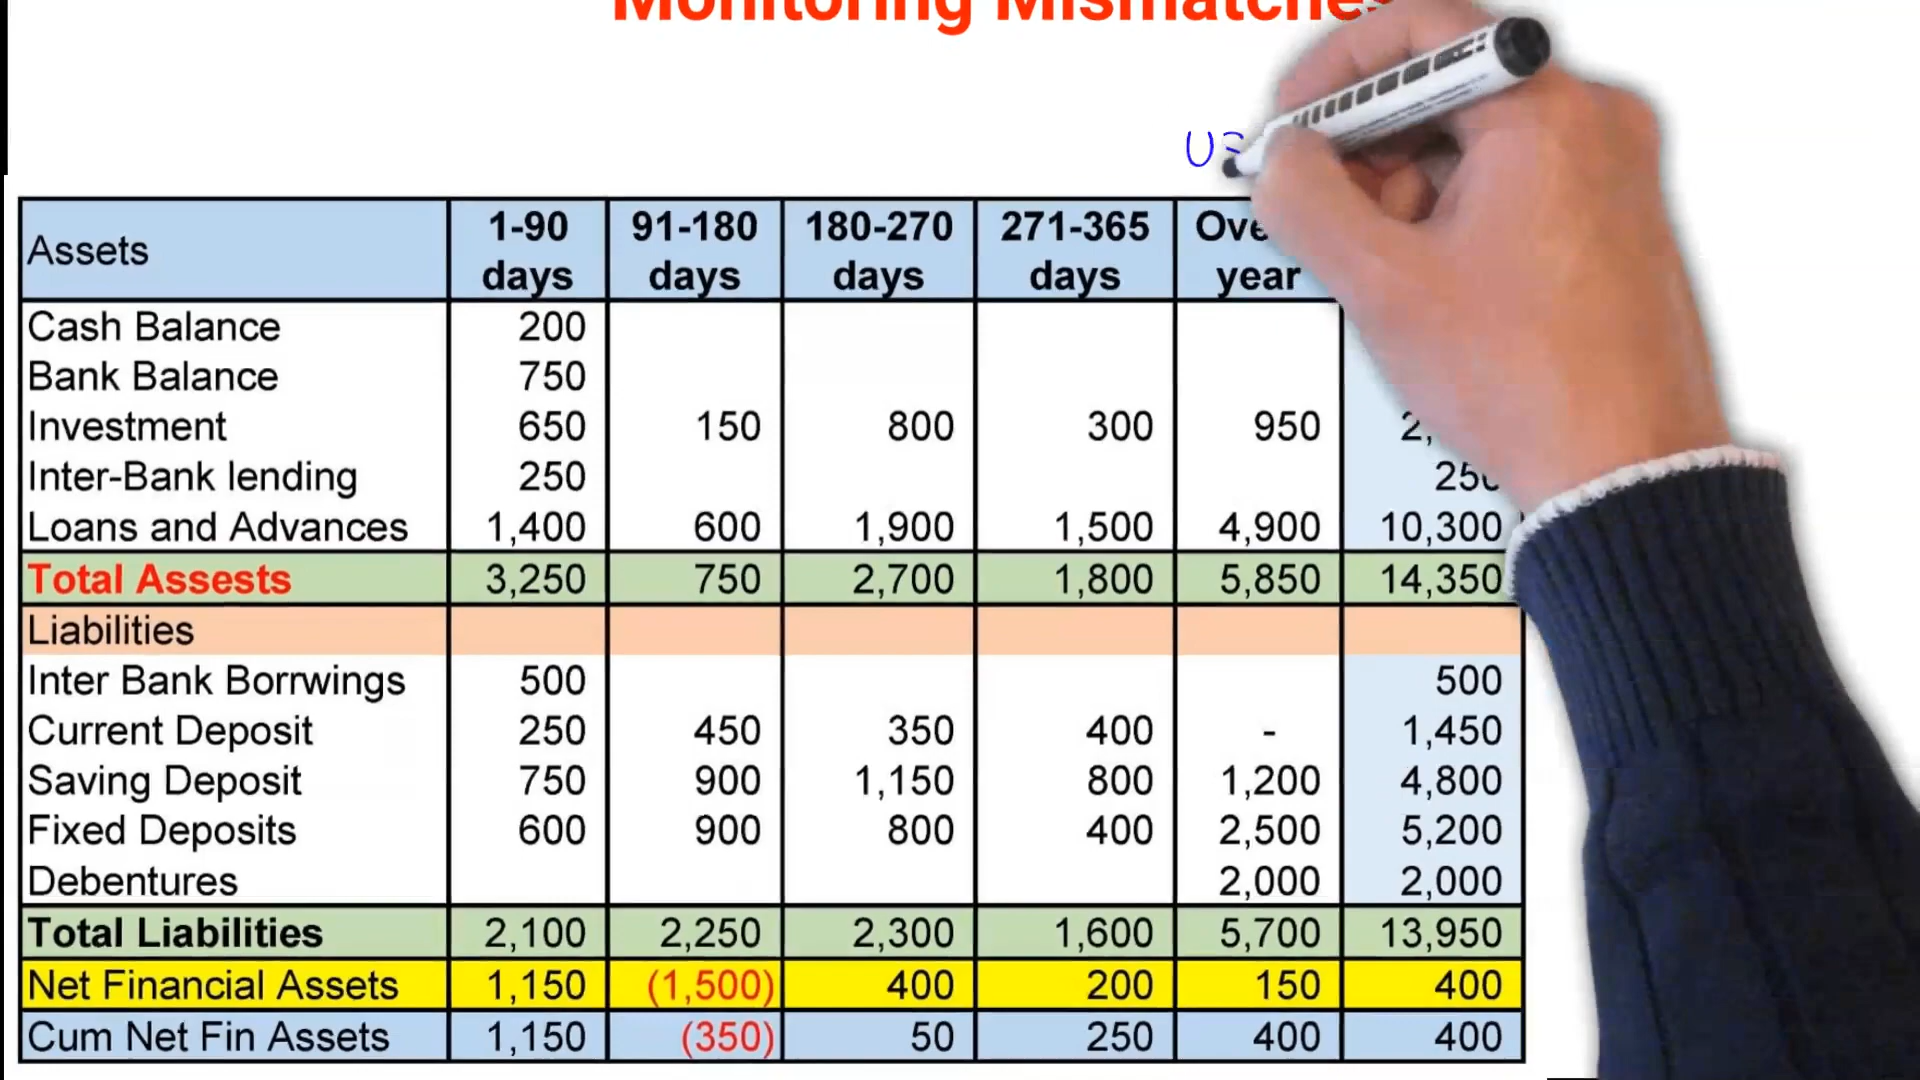 Monitoring Mismatches
Assets 1-90 days 91-180 days 180-270 days 271-365 days year
Cash Balance 200
Bank Balance 750
Investment 650 150 800 300 950
Inter-Bank lending 250
Loans and Advances 1,400 600 1,900 1,500 4,900 10,300
Total Assests 3,250 750 2,700 1,800 5,850 14,350
Liabilities
Inter Bank Borrwings 500 500
Current Deposit 250 450 350 400 - 1,450
Saving Deposit 750 900 1,150 800 1,200 4,800
Fixed Deposits 600 900 800 400 2,500 5,200
Debentures 2,000 2,000
Total Liabilities 2,100 2,250 2,300 1,600 5,700 13,950
Net Financial Assets 1,150 (1,500) 400 200 150 400
Cum Net Fin Assets 1,150 (350) 50 250 400 400